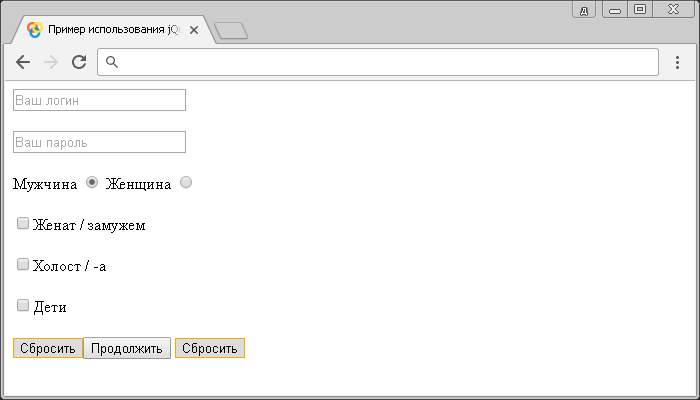 д
Пример использования jQ
Ваш логин
Ваш пароль
Мужчина Женщина
Женат / замужем
Холост / -а
Дети
Сбросить Продолжить Сбросить